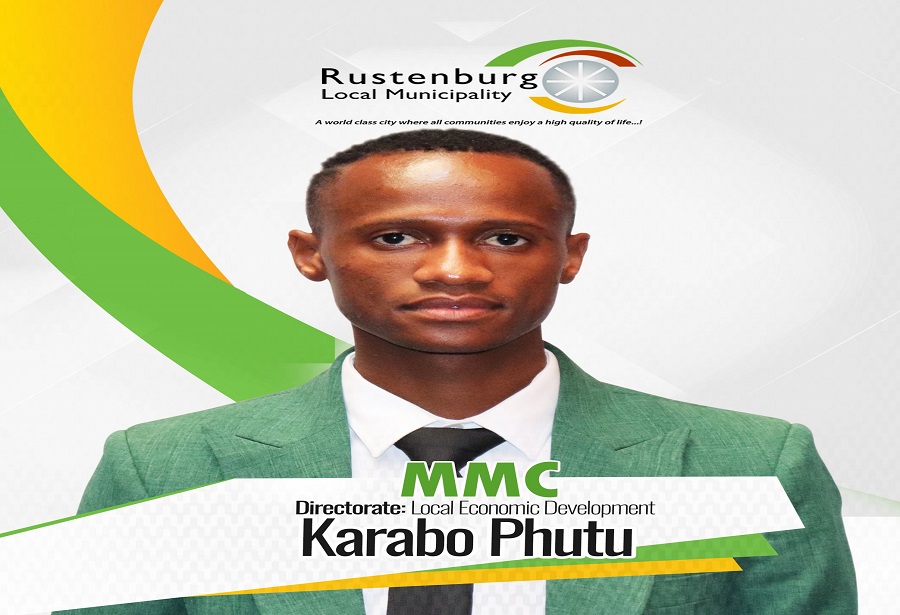 Rustenburg
Local Municipality
A world class city where all communities enjoy a high quality of life...!
MMC
Directorate: Local Economic Development
Karabo Phutu